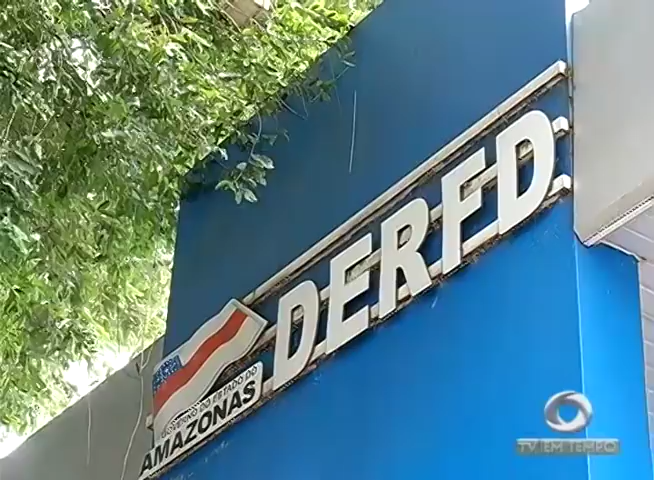 DERFD
GOVERNO DO ESTADO DO
AMAZONAS
TV EM TEMPO